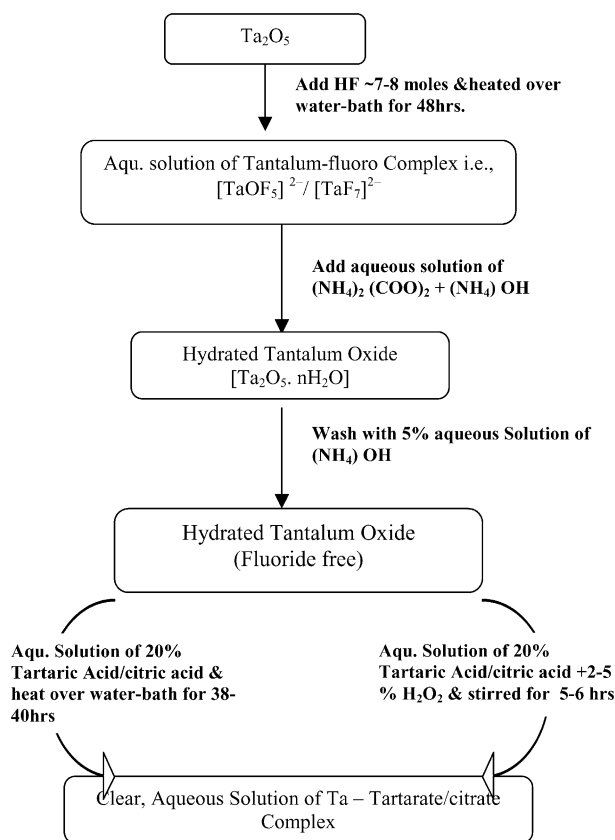 Ta₂O₅
Add HF ~7-8 moles &heated over
water-bath for 48hrs.
Aqu. solution of Tantalum-fluoro Complex i.e.,
[TaOF₅] ²⁻/ [TaF₇]²⁻
Add aqueous solution of
(NH₄)₂ (COO)₂ + (NH₄) OH
Hydrated Tantalum Oxide
[Ta₂O₅. nH₂O]
Wash with 5% aqueous Solution of
(NH₄) OH
Hydrated Tantalum Oxide
(Fluoride free)
Aqu. Solution of 20%
Tartaric Acid/citric acid &
heat over water-bath for 38-
40hrs
Aqu. Solution of 20%
Tartaric Acid/citric acid +2-5
% H₂O₂ & stirred for 5-6 hrs
Clear, Aqueous Solution of Ta – Tartarate/citrate
Complex